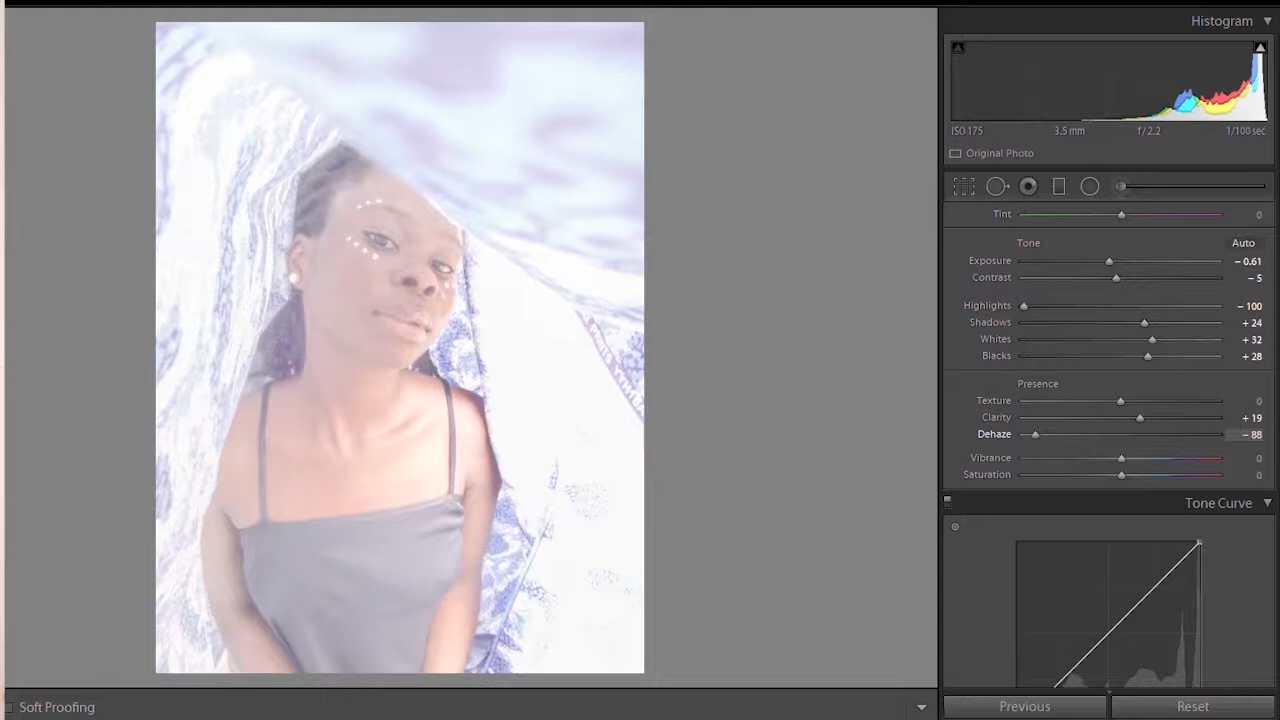 Histogram
ISO 175 3.5 mm f / 2.2 1/100 sec
Original Photo
Tint 0
Tone Auto
Exposure – 0.61
Contrast – 5
Highlights – 100
Shadows + 24
Whites + 32
Blacks + 28
Presence
Texture 0
Clarity + 19
Dehaze – 88
Vibrance 0
Saturation 0
Tone Curve
Soft Proofing
Previous Reset